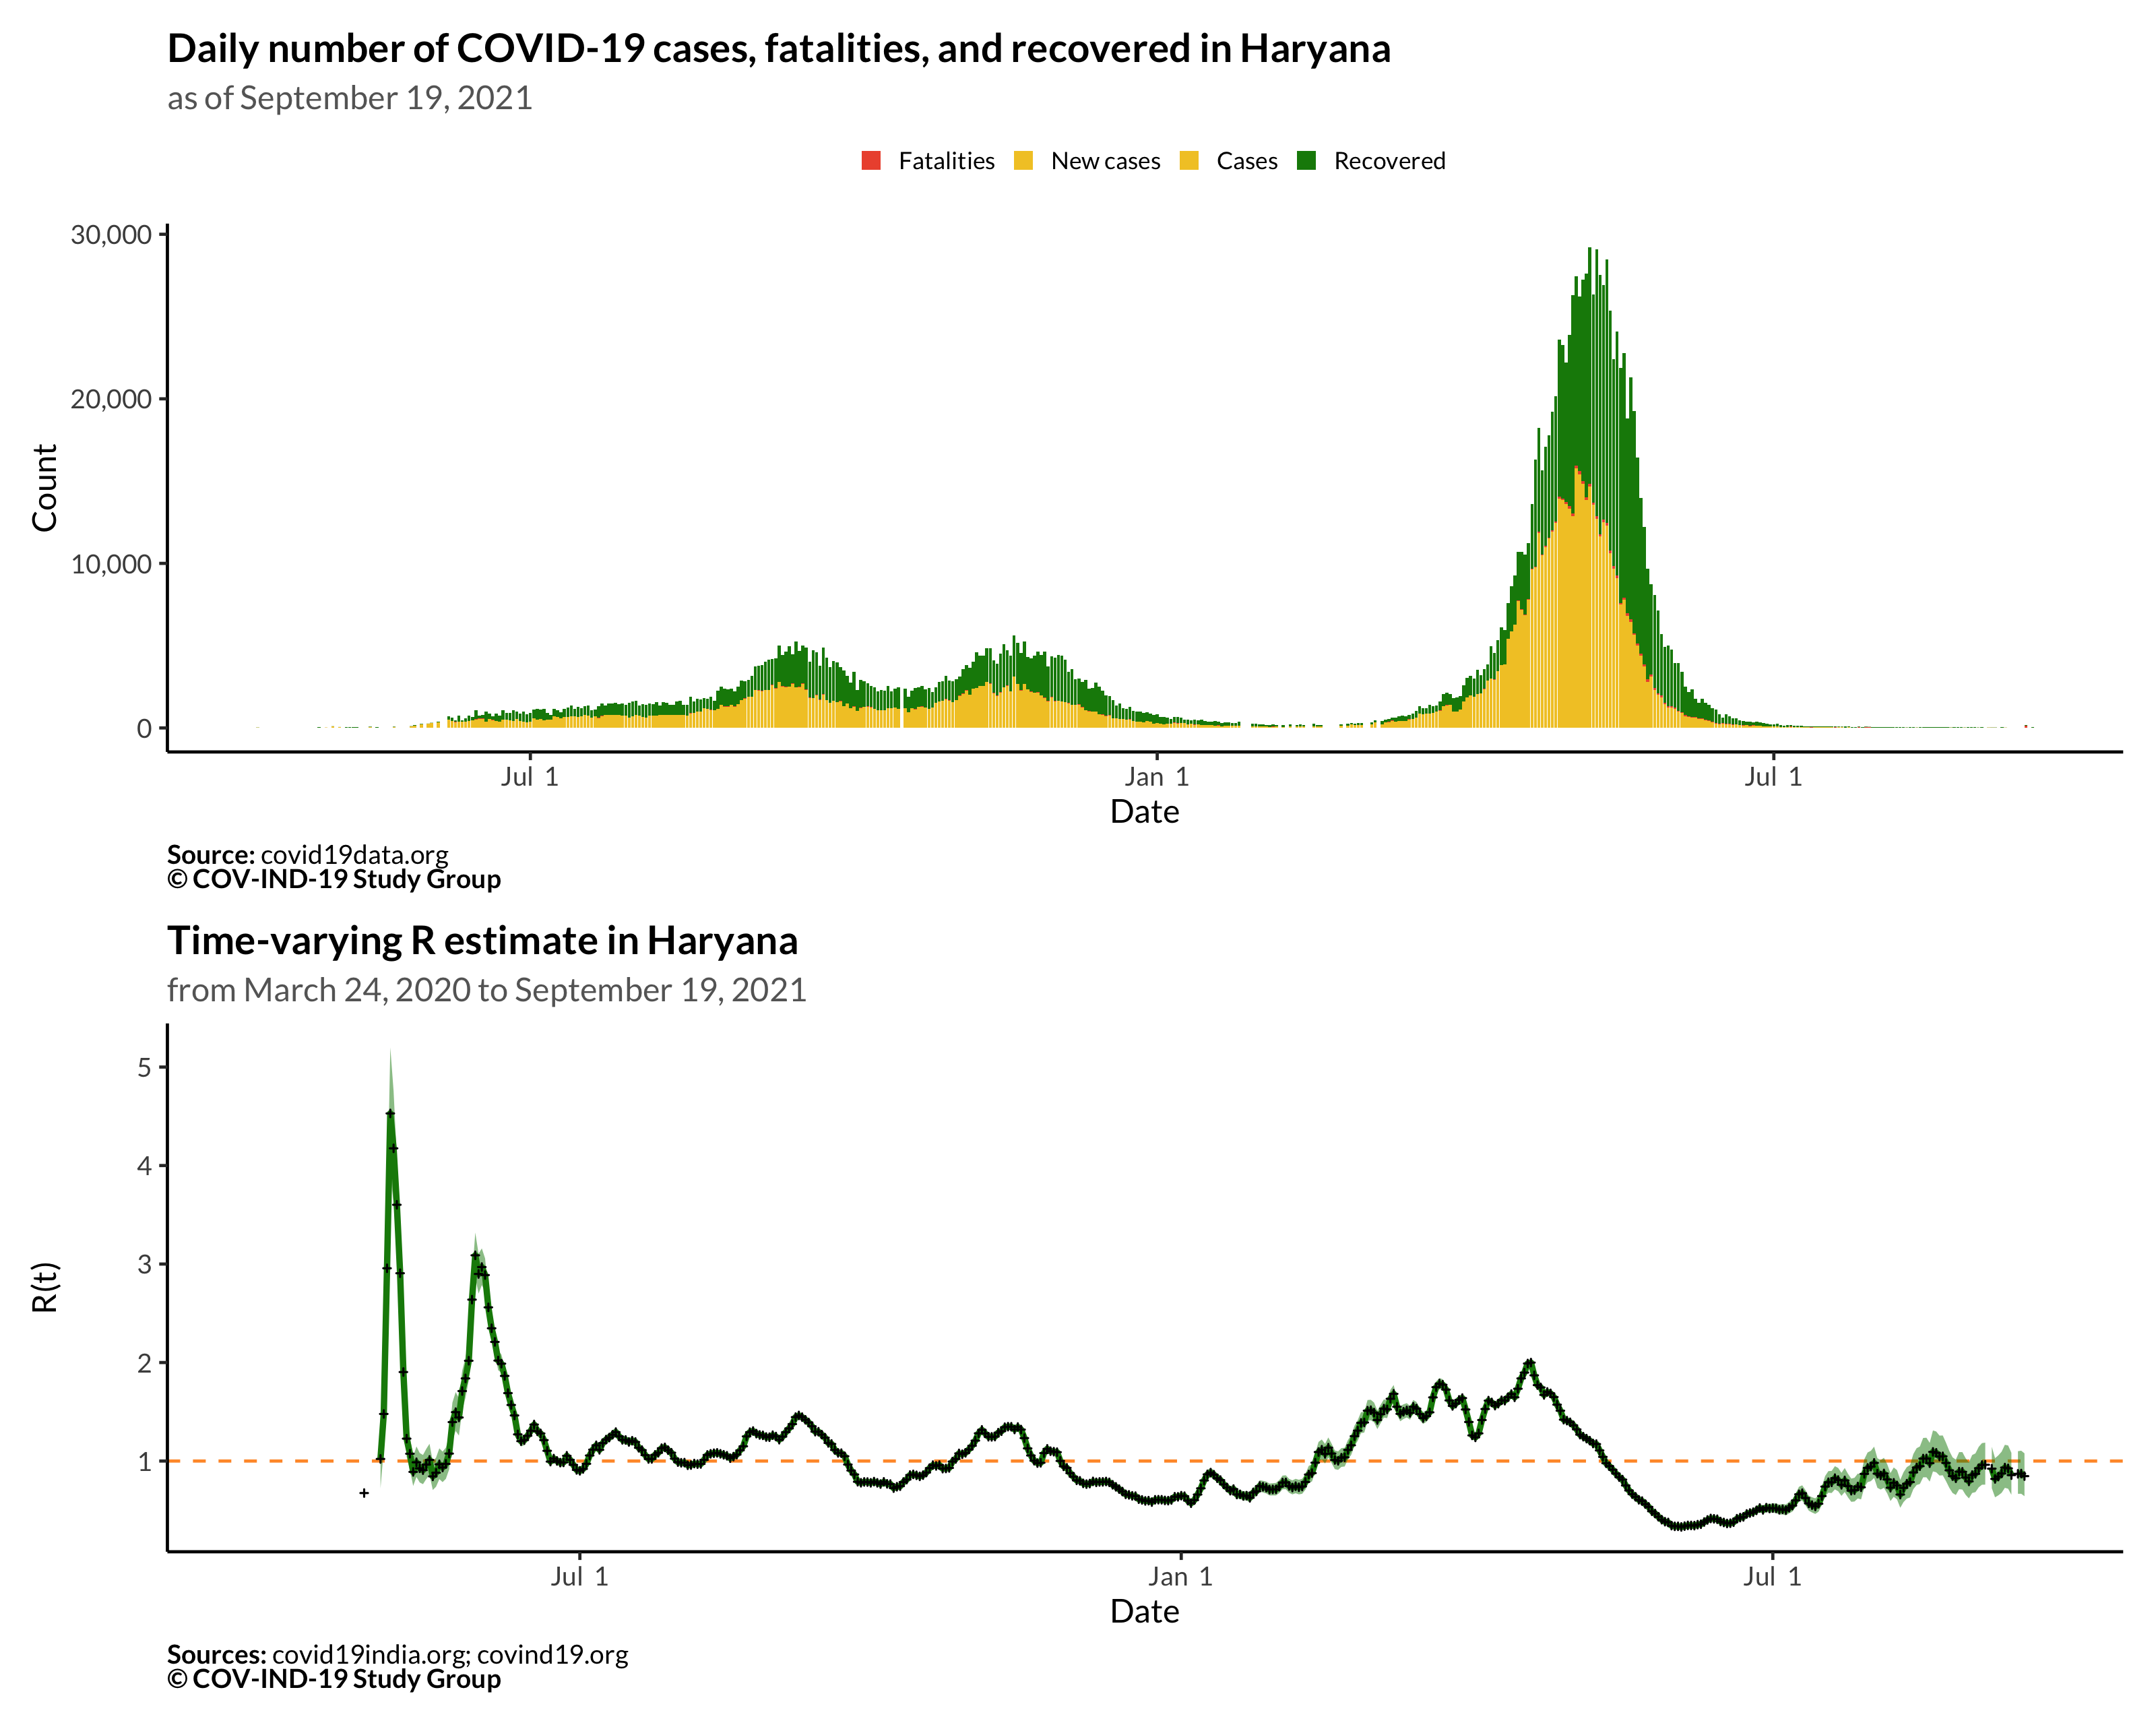 Daily number of COVID-19 cases, fatalities, and recovered in Haryana
as of September 19, 2021
Fatalities New cases Cases Recovered
30,000
20,000
10,000
0
Count
Jul 1 Jan 1 Jul 1
Date
Source: covid19data.org
© COV-IND-19 Study Group
Time-varying R estimate in Haryana
from March 24, 2020 to September 19, 2021
5
4
3
2
1
R(t)
Jul 1 Jan 1 Jul 1
Date
Sources: covid19india.org; covind19.org
© COV-IND-19 Study Group